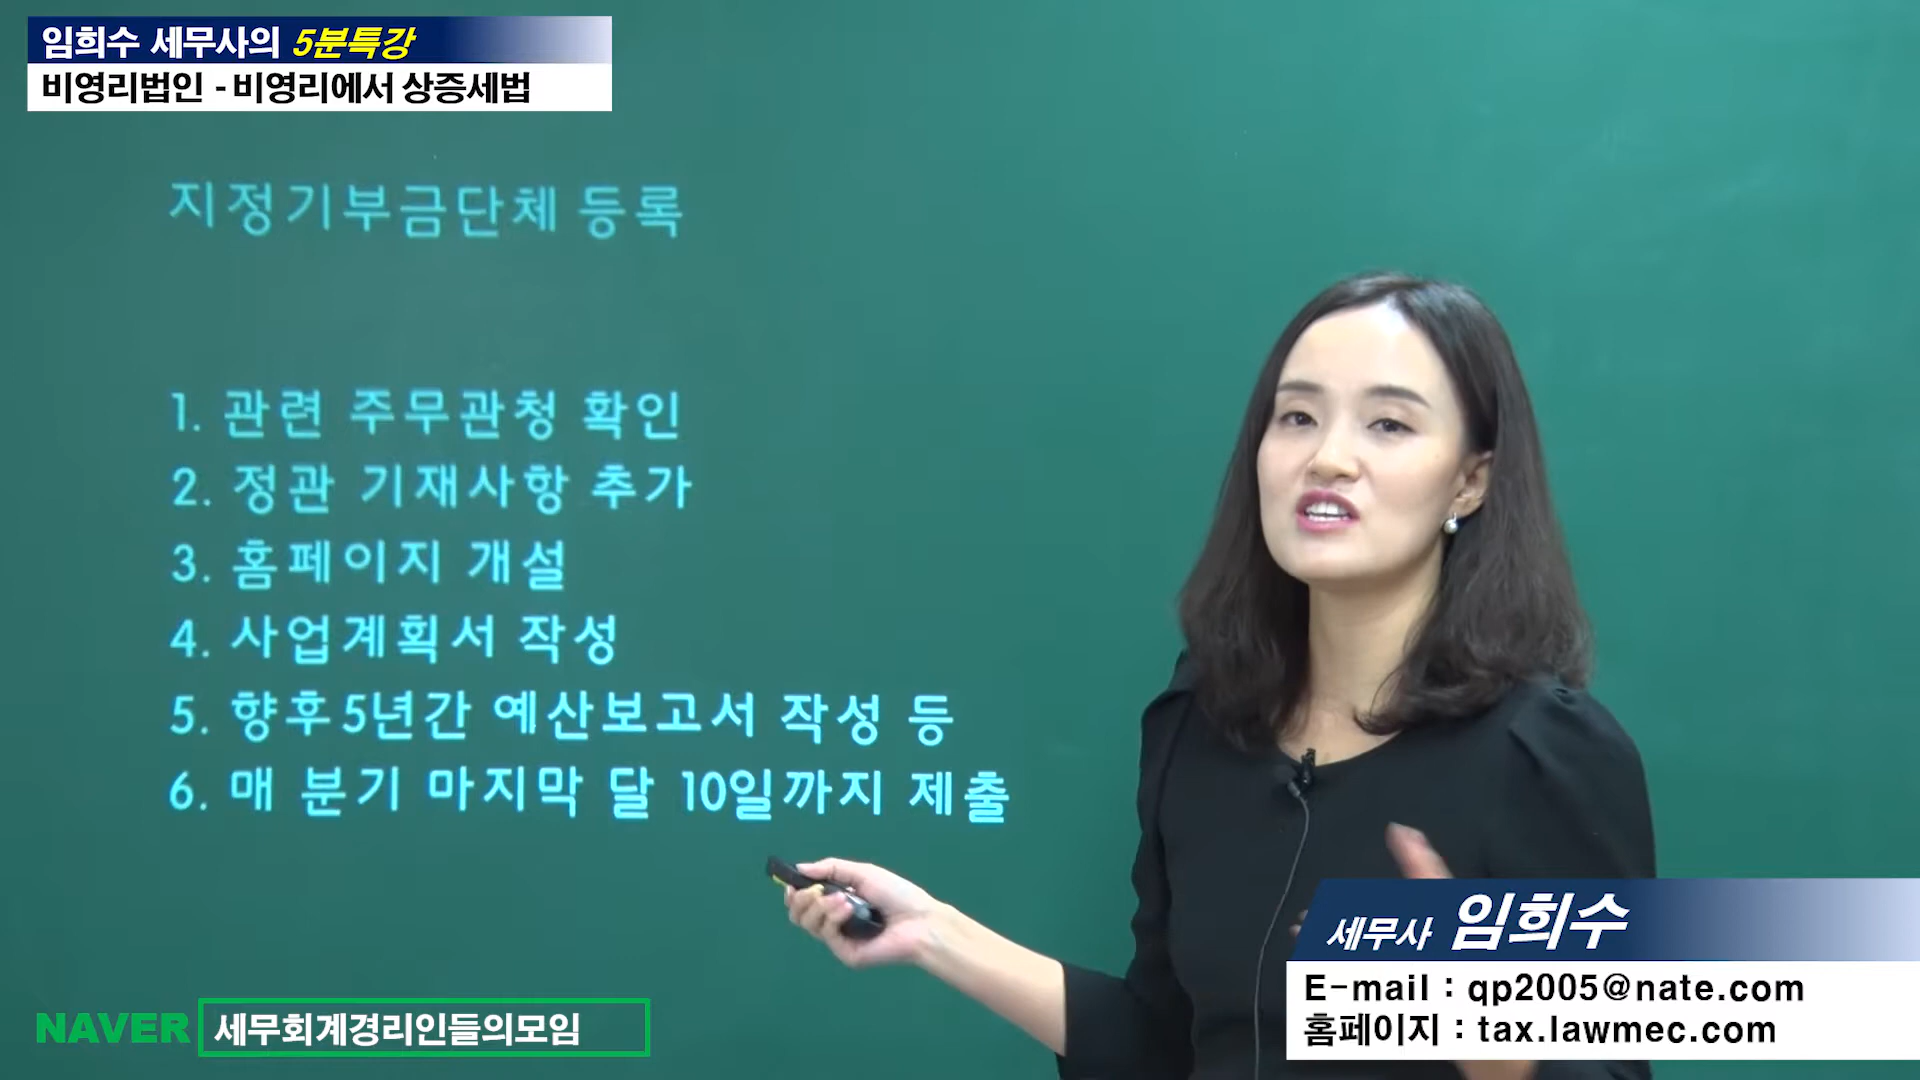 임희수 세무사의 5분특강
비영리법인 - 비영리에서 상증세법
지정기부금단체 등록
1. 관련 주무관청 확인
2. 정관 기재사항 추가
3. 홈페이지 개설
4. 사업계획서 작성
5. 향후 5년간 예산보고서 작성 등
6. 매 분기 마지막 달 10일까지 제출
세무사 임희수
E-mail : qp2005@nate.com
홈페이지 : tax.lawmec.com
NAVER 세무회계경리인들의모임